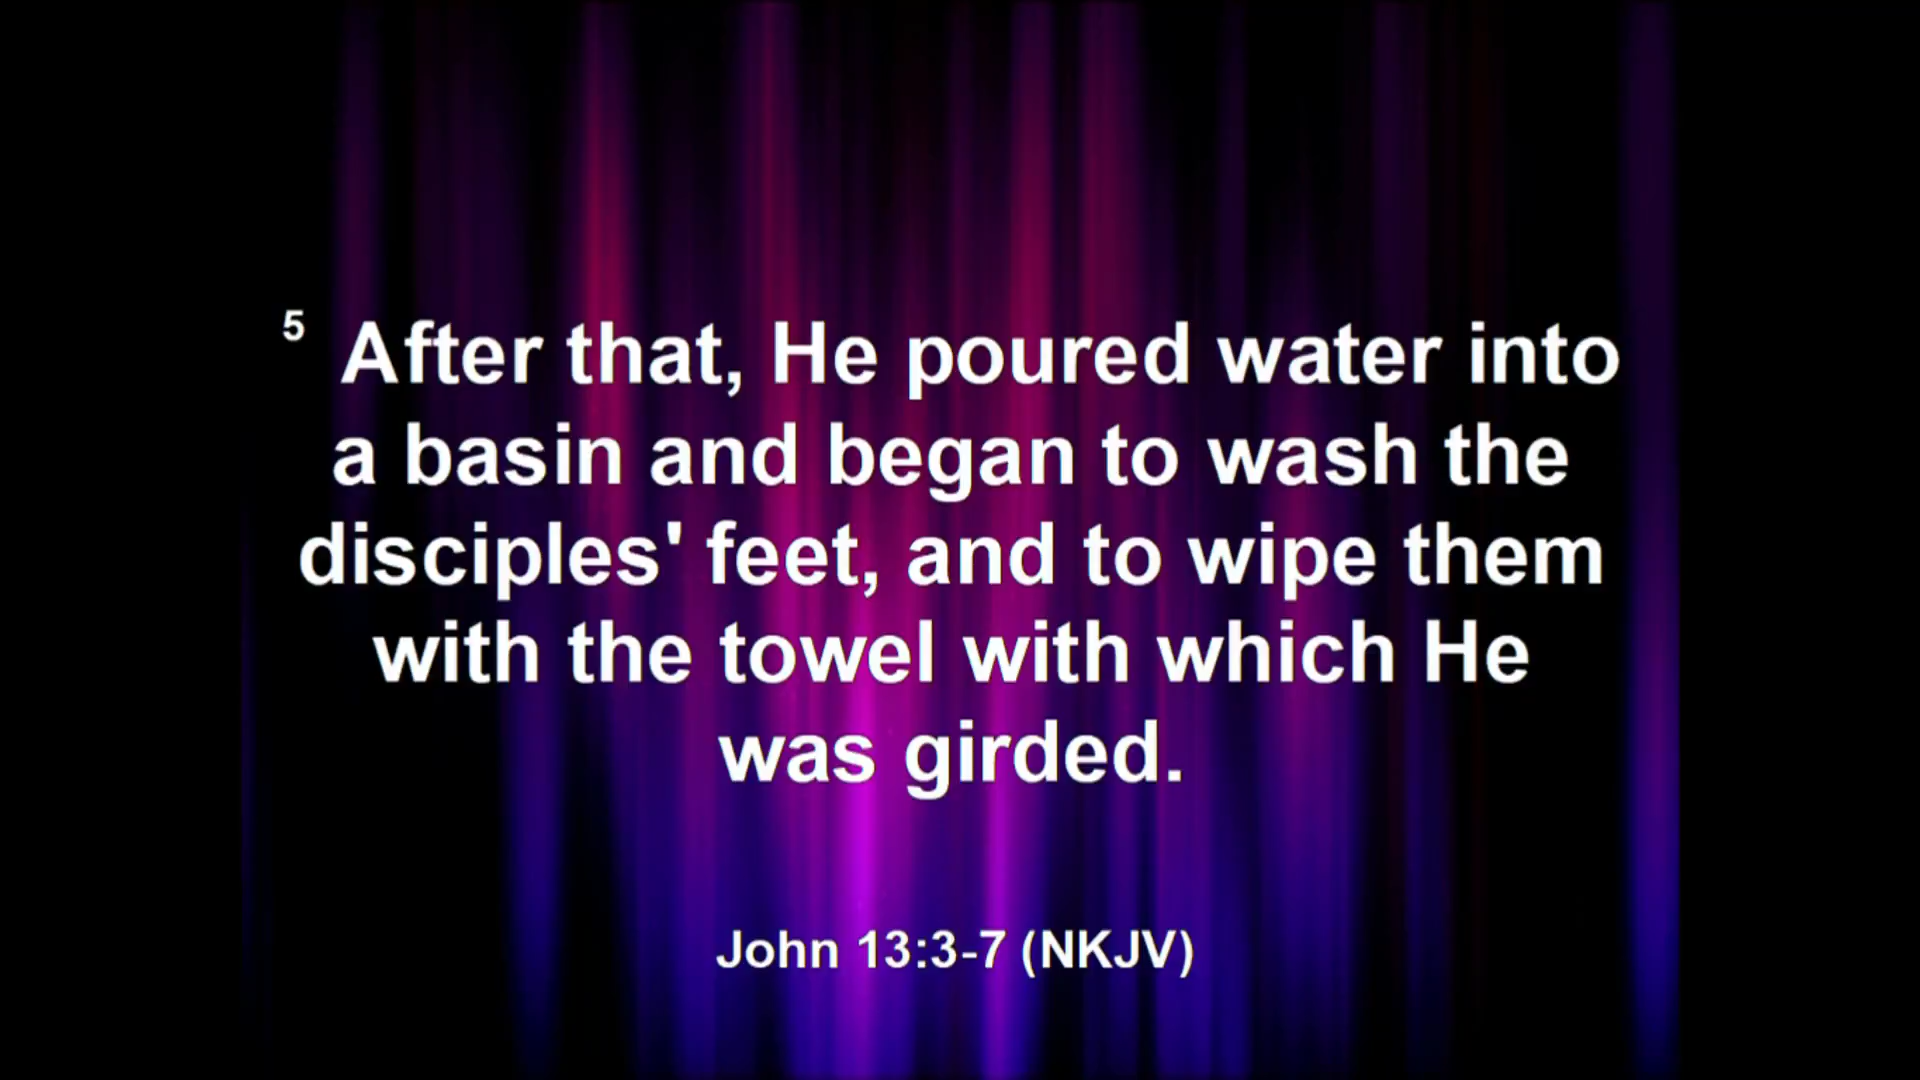 5 After that, He poured water into
a basin and began to wash the
disciples' feet, and to wipe them
with the towel with which He
was girded.
John 13:3-7 (NKJV)